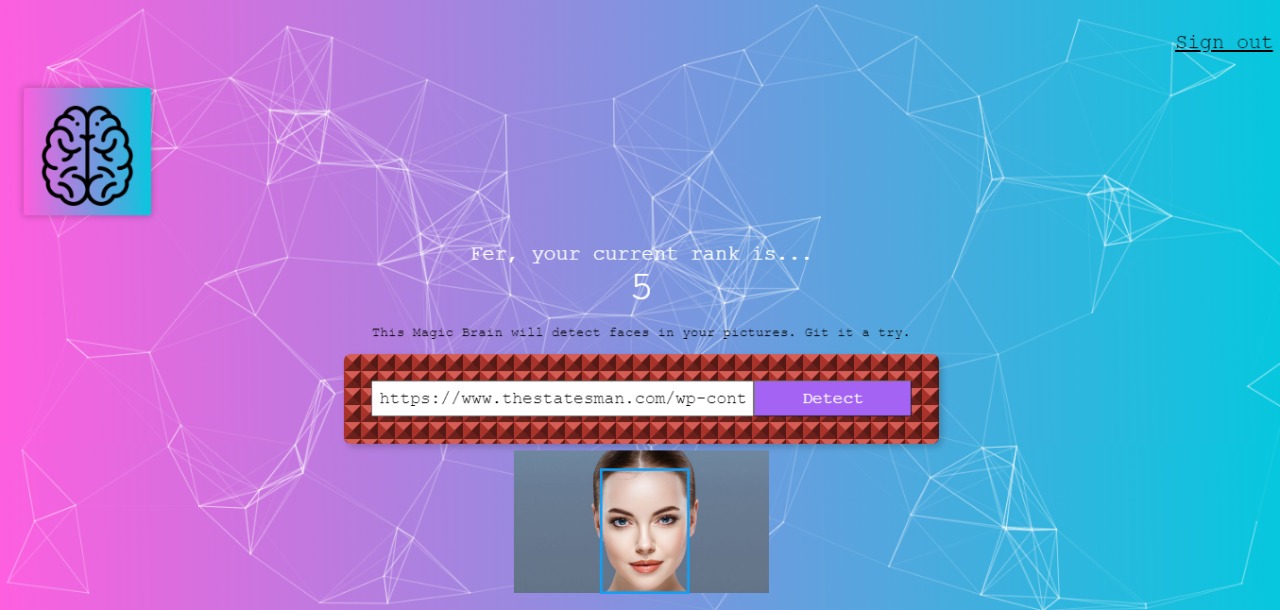 Sign out
Fer, your current rank is...
5
This Magic Brain will detect faces in your pictures. Git it a try.
https://www.thestatesman.com/wp-cont
Detect